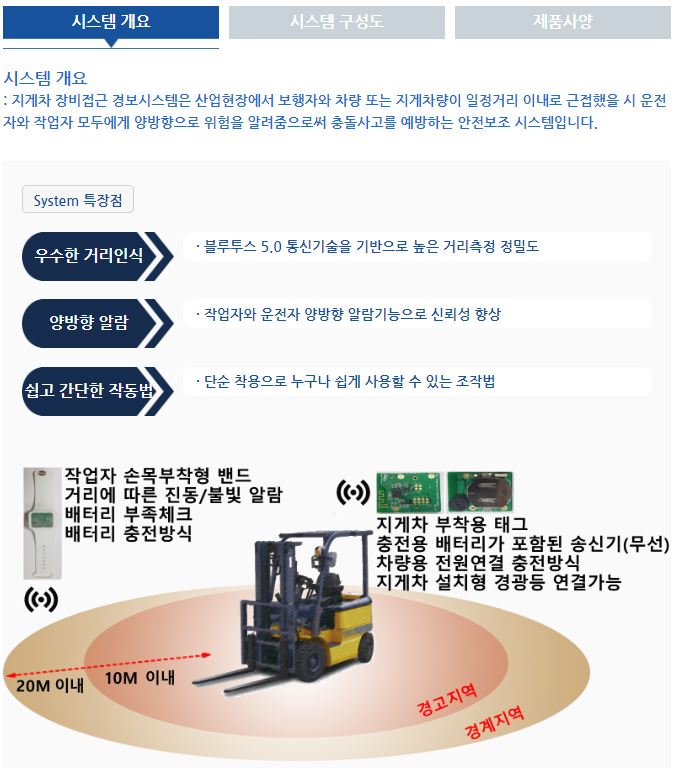 시스템 개요
시스템 구성도
제품사양
시스템 개요
: 지게차 장비접근 경보시스템은 산업현장에서 보행자와 차량 또는 지게차량이 일정거리 이내로 근접했을 시 운전
자와 작업자 모두에게 양방향으로 위험을 알려줌으로써 충돌사고를 예방하는 안전보조 시스템입니다.
System 특장점
우수한 거리인식
· 블루투스 5.0 통신기술을 기반으로 높은 거리측정 정밀도
양방향 알람
· 작업자와 운전자 양방향 알람기능으로 신뢰성 향상
쉽고 간단한 작동법
· 단순 착용으로 누구나 쉽게 사용할 수 있는 조작법
작업자 손목부착형 밴드
거리에 따른 진동/불빛 알람
배터리 부족체크
배터리 충전방식
지게차 부착용 태그
충전용 배터리가 포함된 송신기(무선)
차량용 전원연결 충전방식
지게차 설치형 경광등 연결가능
20M 이내
10M 이내
경고지역
경계지역